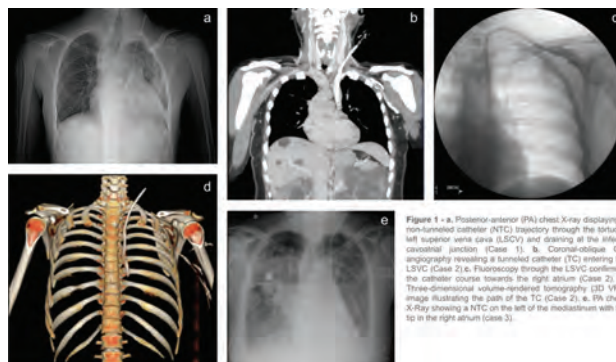 a
b
d
e
Figure 1 - a. Posterior-anterior (PA) chest X-ray displaying
non-tunneled catheter (NTC) trajectory through the
left superior vena cava (LSCV) and draining at the
cavoatrial junction (Case 1). b. Coronal-oblique
angiography revealing a tunneled catheter (TC) entering
LSVC (Case 2).c. Fluoroscopy through the LSVC
the catheter course towards the right atrium (Case 2).
Three-dimensional volume-rendered tomography (3D
image illustrating the path of the TC (Case 2). e. PA
X-Ray showing a NTC on the left of the mediastinum with
tip in the right atrium (case 3).